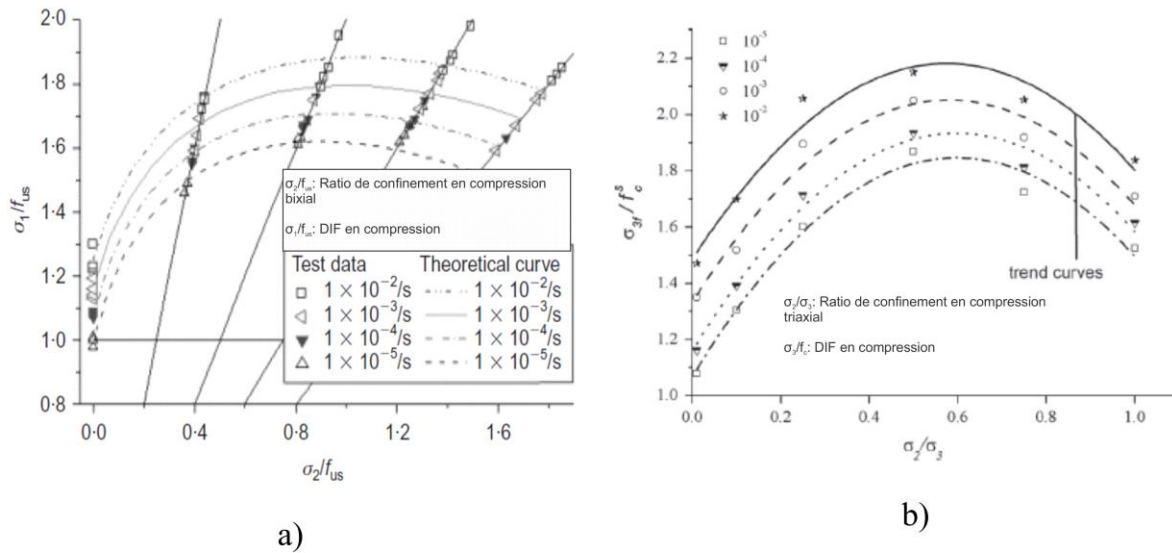 2·0
1·8
1·6
1·4
1·2
1·0
0·8
σ₁/fus
0·0 0·4 0·8 1·2 1·6
σ₂/fus
σ₂/fus: Ratio de confinement en compression
bixial
σ₁/fus: DIF en compression
Test data Theoretical curve
1 × 10⁻²/s 1 × 10⁻²/s
1 × 10⁻³/s 1 × 10⁻³/s
1 × 10⁻⁴/s 1 × 10⁻⁴/s
1 × 10⁻⁵/s 1 × 10⁻⁵/s
a)
10⁻⁵
10⁻⁴
10⁻³
10⁻²
2.2
2.0
1.8
1.6
1.4
1.2
1.0
σ3f / fcˢ
trend curves
σ₂/σ₃: Ratio de confinement en compression
triaxial
σ₃/fc: DIF en compression
0.0 0.2 0.4 0.6 0.8 1.0
σ₂/σ₃
b)